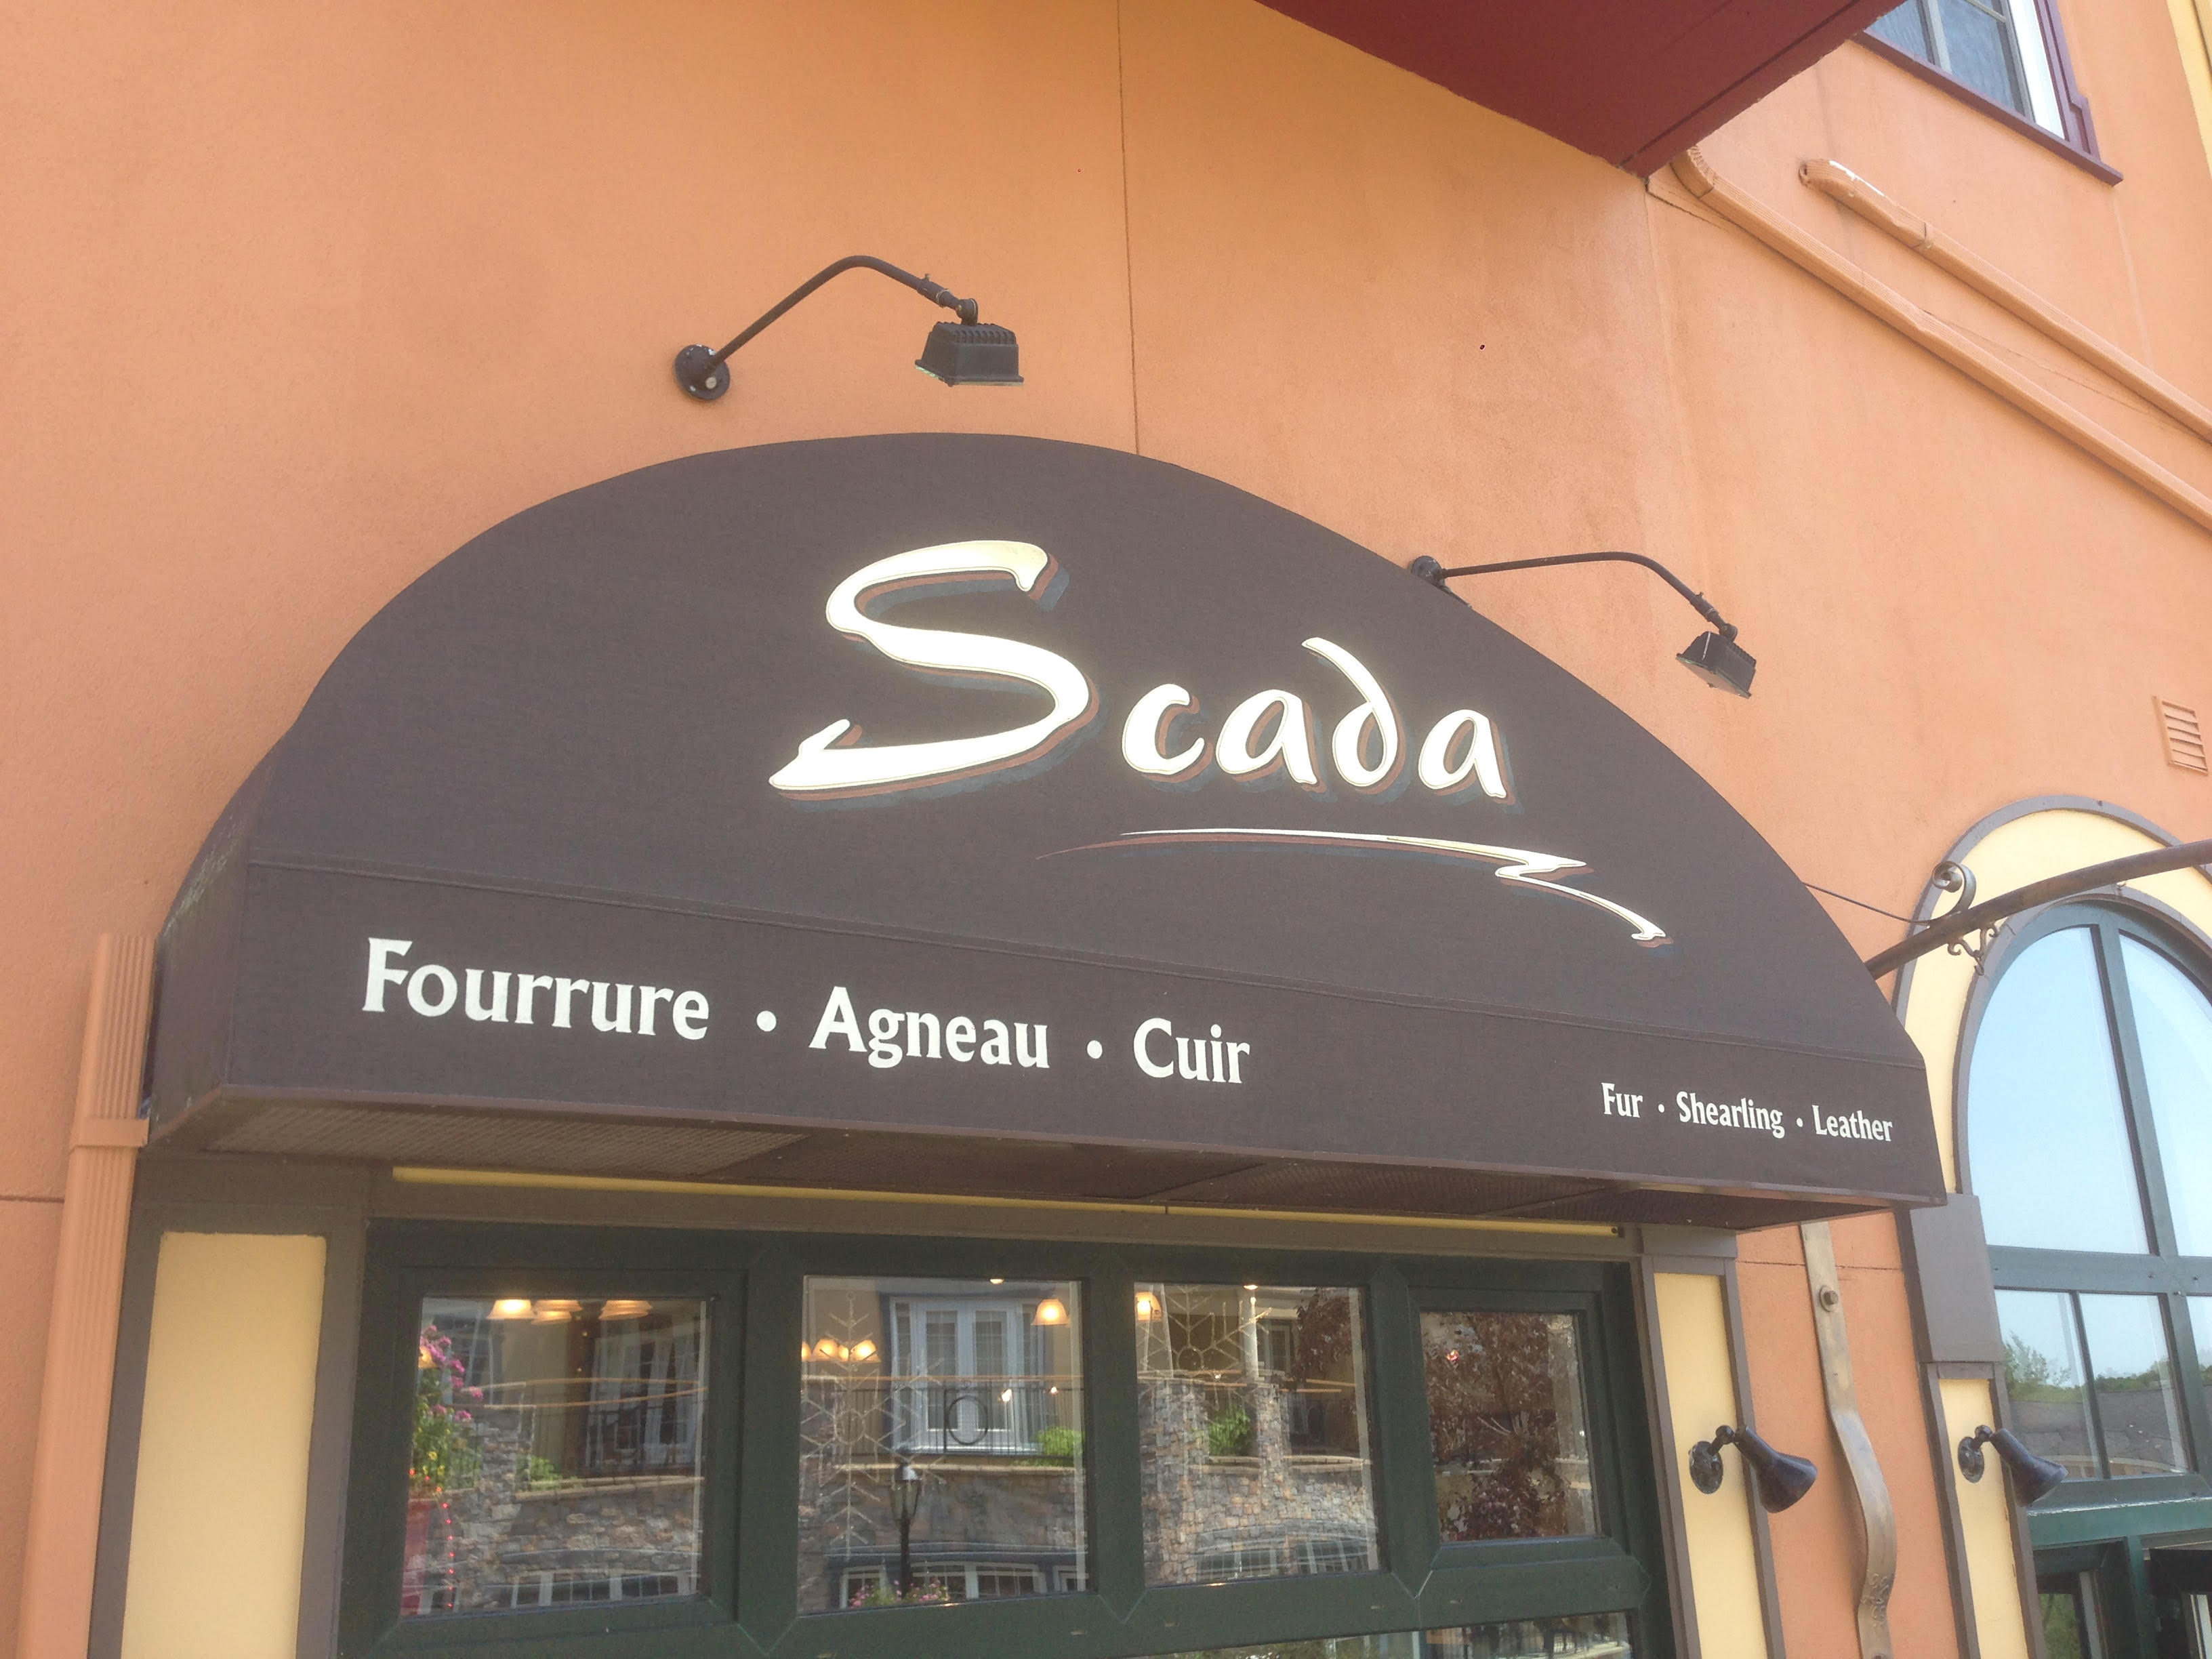 Scada
Fourrure • Agneau • Cuir
Fur • Shearling • Leather